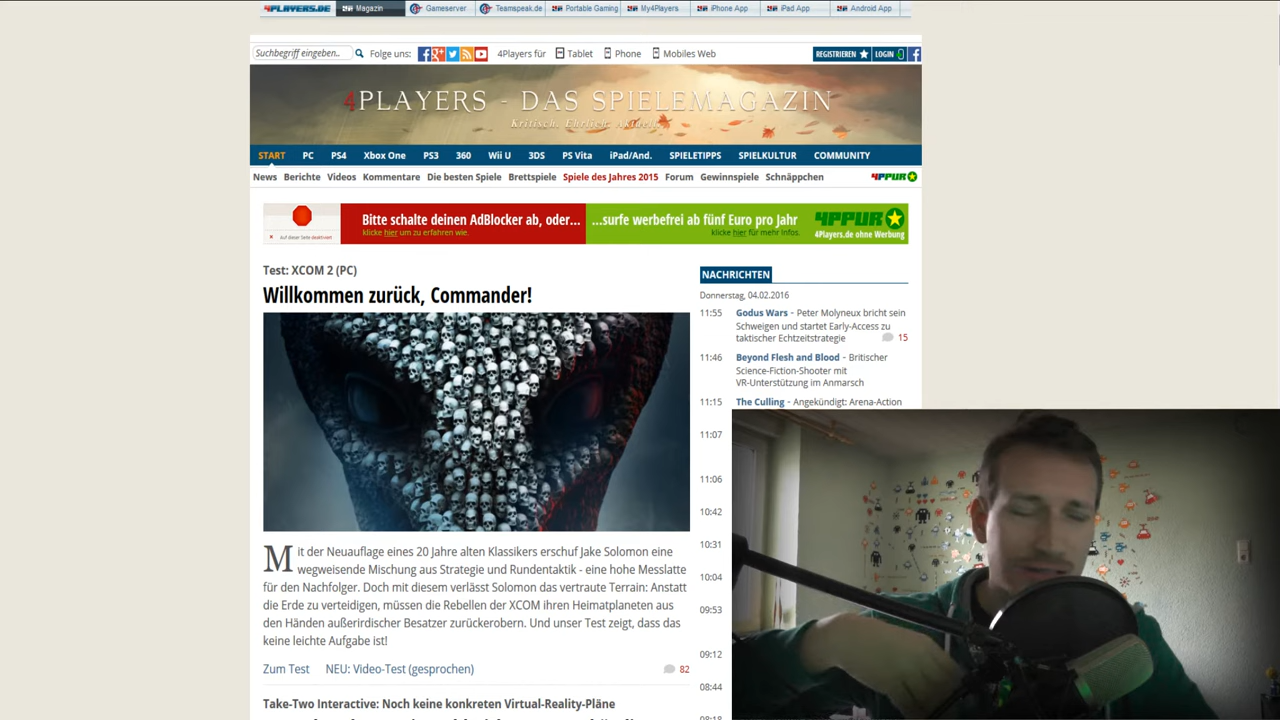 4PLAYERS.DE Magazin Gameserver Teamspeak.de Portable Gaming My4Players iPhone App iPad App Android App
Suchbegriff eingeben.. Folge uns: 4Players für Tablet Phone Mobiles Web REGISTRIEREN LOGIN
4PLAYERS - DAS SPIELEMAGAZIN
Kritisch. Ehrlich. Aktuell.
START PC PS4 Xbox One PS3 360 Wii U 3DS PS Vita iPad/And. SPIELETIPPS SPIELKULTUR COMMUNITY
News Berichte Videos Kommentare Die besten Spiele Brettspiele Spiele des Jahres 2015 Forum Gewinnspiele Schnäppchen 4PPUR
Bitte schalte deinen AdBlocker ab, oder...
klicke hier um zu erfahren wie.
Auf dieser Seite deaktiviert
...surfe werbefrei ab fünf Euro pro Jahr
klicke hier für mehr Infos.
4PPUR
4Players.de ohne Werbung
Test: XCOM 2 (PC)
Willkommen zurück, Commander!
Mit der Neuauflage eines 20 Jahre alten Klassikers erschuf Jake Solomon eine
wegweisende Mischung aus Strategie und Rundentaktik - eine hohe Messlatte
für den Nachfolger. Doch mit diesem verlässt Solomon das vertraute Terrain: Anstatt
die Erde zu verteidigen, müssen die Rebellen der XCOM ihren Heimatplaneten aus
den Händen außerirdischer Besatzer zurückerobern. Und unser Test zeigt, dass das
keine leichte Aufgabe ist!
Zum Test NEU: Video-Test (gesprochen) 82
Take-Two Interactive: Noch keine konkreten Virtual-Reality-Pläne
NACHRICHTEN
Donnerstag, 04.02.2016
11:55 Godus Wars - Peter Molyneux bricht sein
Schweigen und startet Early-Access zu
taktischer Echtzeitstrategie 15
11:46 Beyond Flesh and Blood - Britischer
Science-Fiction-Shooter mit
VR-Unterstützung im Anmarsch
11:15 The Culling - Angekündigt: Arena-Action
11:07
11:06
10:42
10:31
10:04
09:53
09:12
08:44